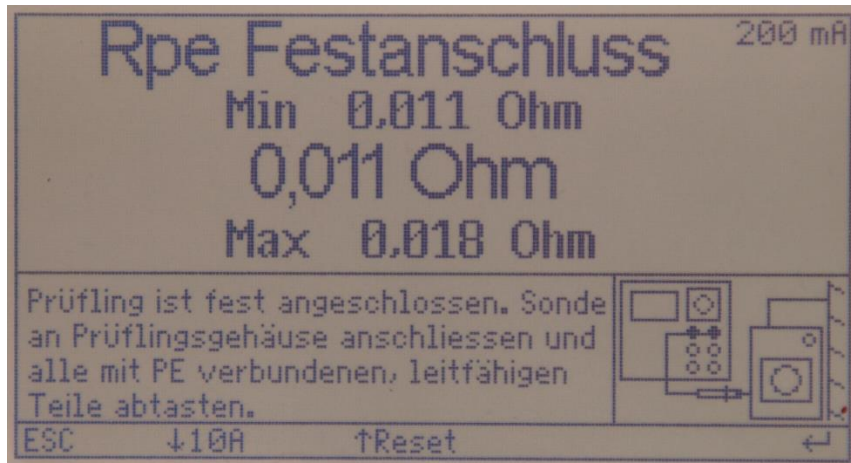 Rpe Festanschluss
200 mA
Min 0.011 Ohm
0,011 Ohm
Max 0.018 Ohm
Prüfling ist fest angeschlossen. Sonde
an Prüflingsgehäuse anschliessen und
alle mit PE verbundenen, leitfähigen
Teile abtasten.
ESC ↓10A ↑Reset ↵